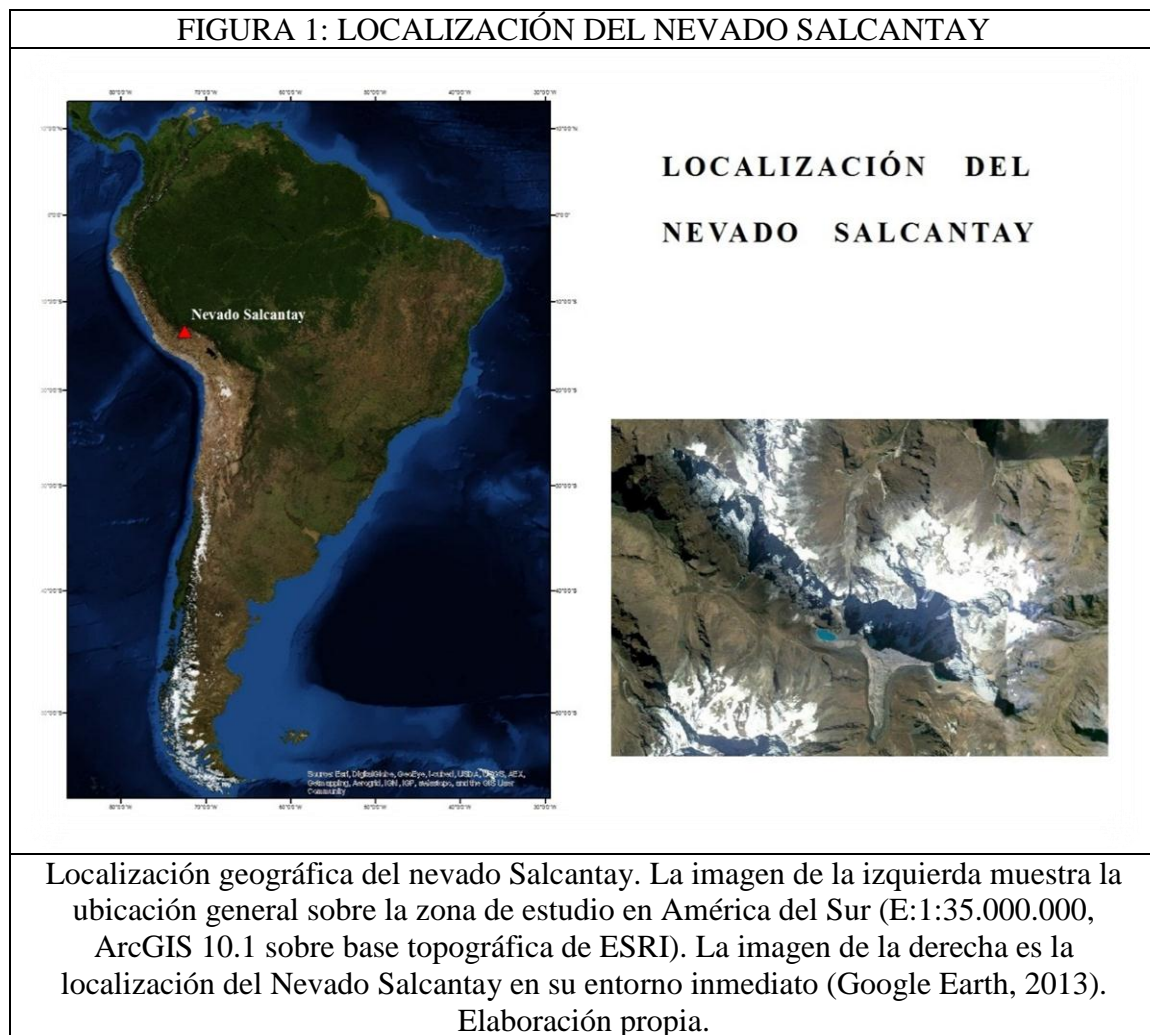 FIGURA 1: LOCALIZACIÓN DEL NEVADO SALCANTAY
LOCALIZACIÓN DEL
NEVADO SALCANTAY
Nevado Salcantay
Community
Localización geográfica del nevado Salcantay. La imagen de la izquierda muestra la
ubicación general sobre la zona de estudio en América del Sur (E:1:35.000.000,
ArcGIS 10.1 sobre base topográfica de ESRI). La imagen de la derecha es la
localización del Nevado Salcantay en su entorno inmediato (Google Earth, 2013).
Elaboración propia.